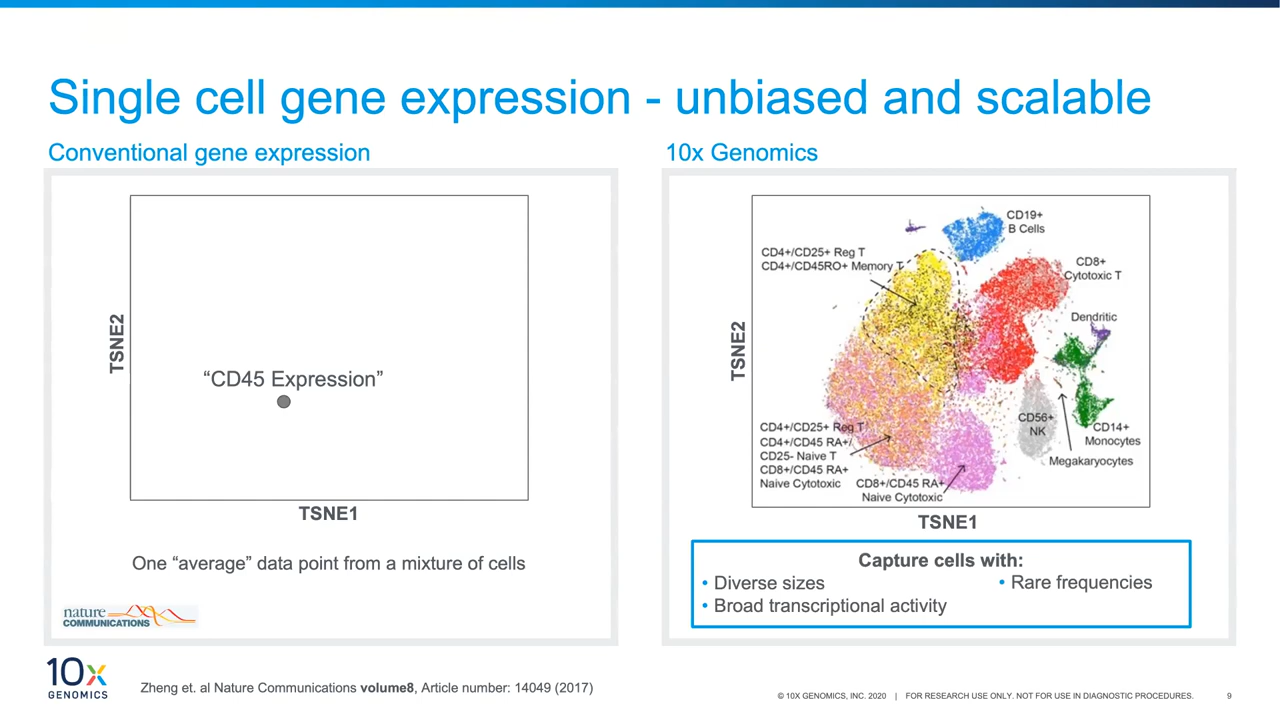 Single cell gene expression - unbiased and scalable
Conventional gene expression
TSNE2
“CD45 Expression”
TSNE1
One “average” data point from a mixture of cells
nature
COMMUNICATIONS
10x Genomics
TSNE2
CD19+
B Cells
CD4+/CD25+ Reg T
CD4+/CD45RO+ Memory T
CD8+
Cytotoxic T
Dendritic
CD56+
NK
CD14+
Monocytes
Megakaryocytes
CD4+/CD25+ Reg T
CD4+/CD45 RA+/
CD25- Naive T
CD8+/CD45 RA+
Naive Cytotoxic
CD8+/CD45 RA+
Naive Cytotoxic
TSNE1
Capture cells with:
• Diverse sizes
• Broad transcriptional activity
• Rare frequencies
10x
GENOMICS
Zheng et. al Nature Communications volume8, Article number: 14049 (2017)
© 10X GENOMICS, INC. 2020 | FOR RESEARCH USE ONLY. NOT FOR USE IN DIAGNOSTIC PROCEDURES.
9